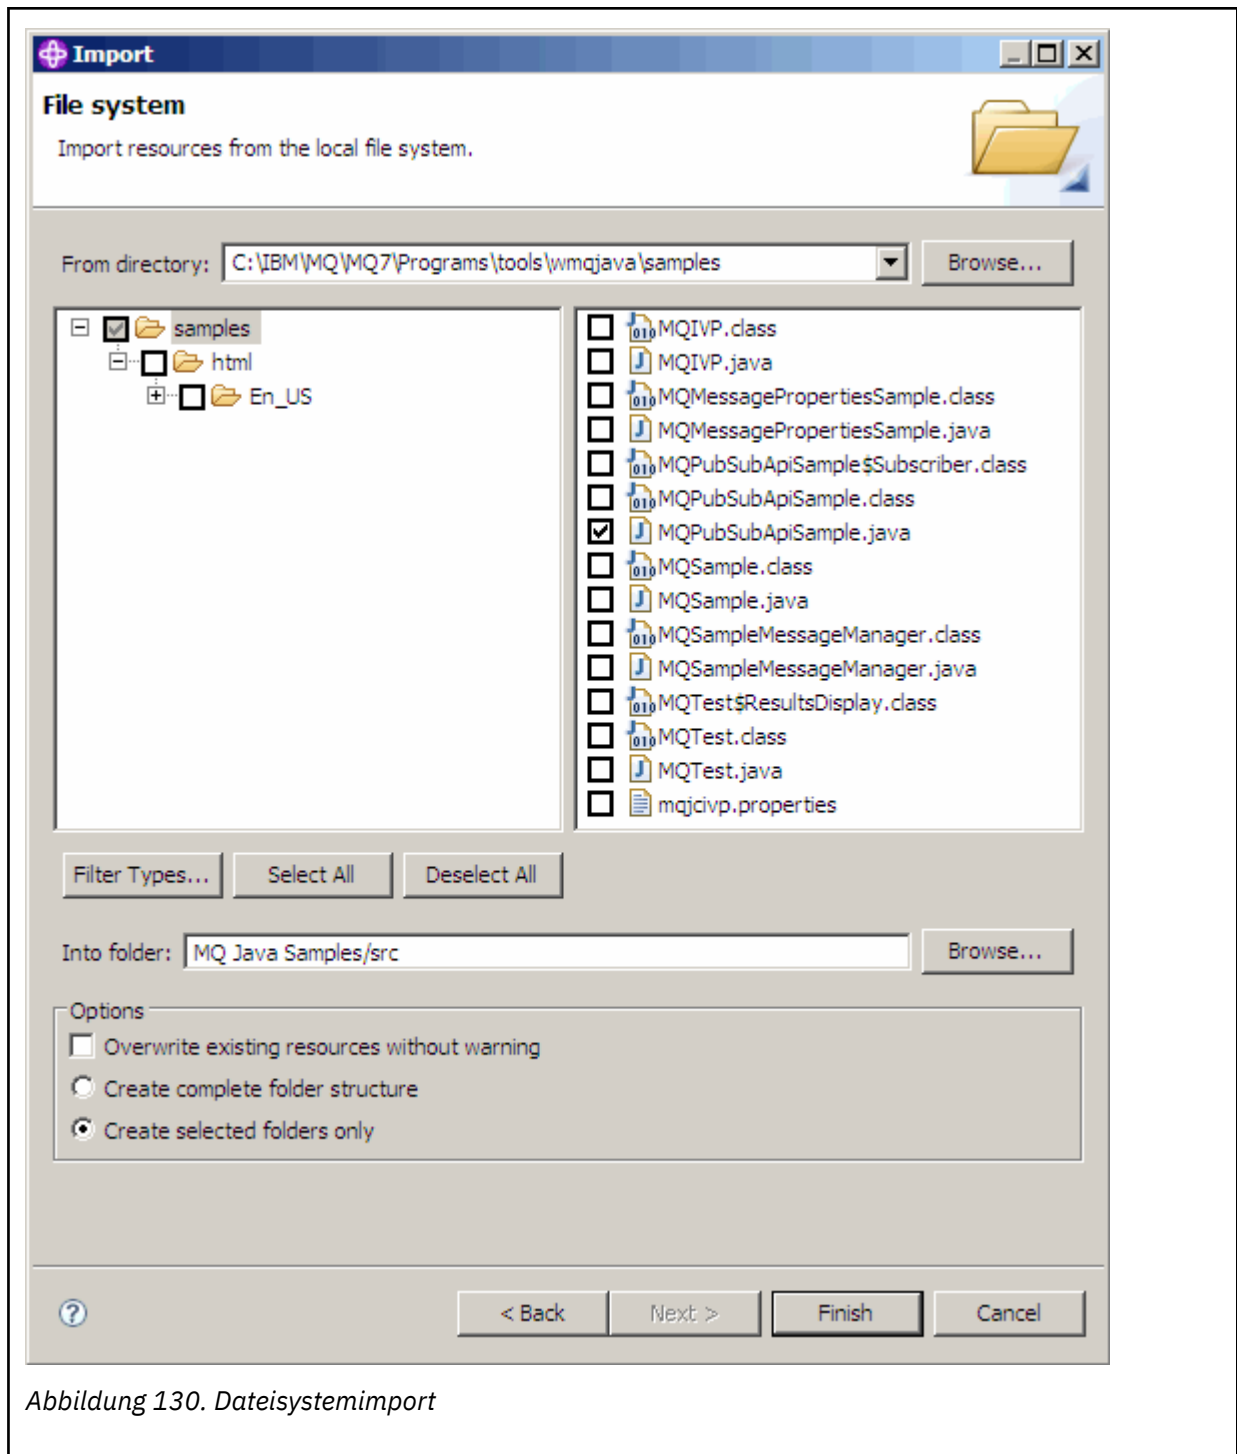 Import
File system
Import resources from the local file system.
From directory: C:\IBM\MQ\MQ7\Programs\tools\wmqjava\samples Browse...
samples
html
En_US
MQIVP.class
MQIVP.java
MQMessagePropertiesSample.class
MQMessagePropertiesSample.java
MQPubSubApiSample$Subscriber.class
MQPubSubApiSample.class
MQPubSubApiSample.java
MQSample.class
MQSample.java
MQSampleMessageManager.class
MQSampleMessageManager.java
MQTest$ResultsDisplay.class
MQTest.class
MQTest.java
mqjcivp.properties
Filter Types... Select All Deselect All
Into folder: MQ Java Samples/src Browse...
Options
Overwrite existing resources without warning
Create complete folder structure
Create selected folders only
? < Back Next > Finish Cancel
Abbildung 130. Dateisystemimport